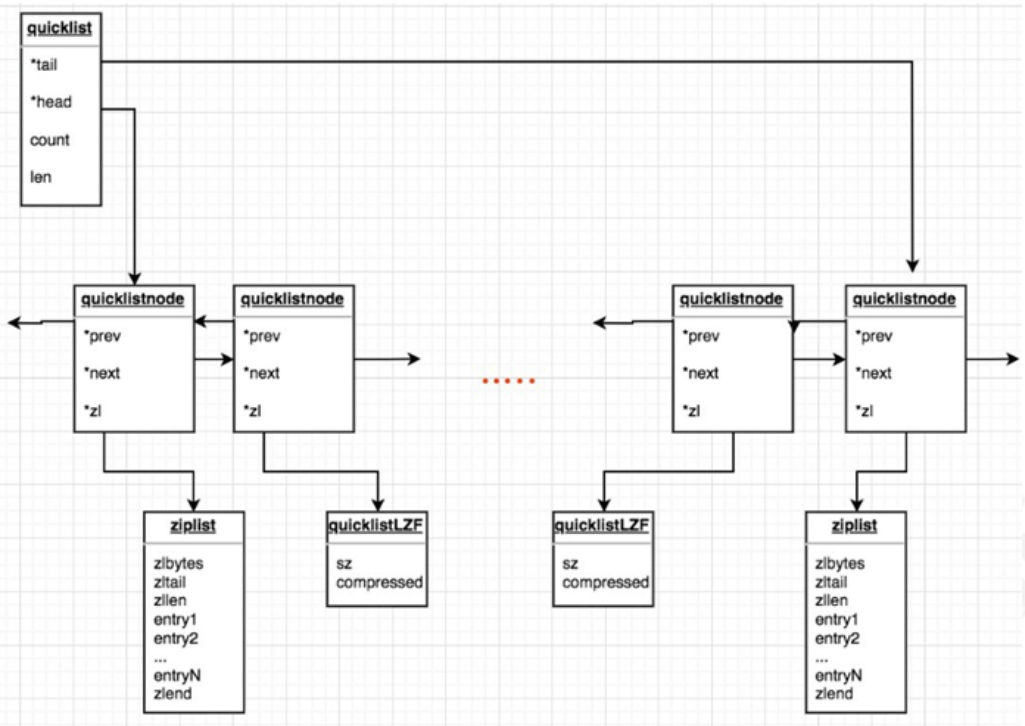 quicklist
*tail
*head
count
len
quicklistnode
*prev
*next
*zl
quicklistnode
*prev
*next
*zl
.....
quicklistnode
*prev
*next
*zl
quicklistnode
*prev
*next
*zl
ziplist
zlbytes
zltail
zllen
entry1
entry2
...
entryN
zlend
quicklistLZF
sz
compressed
quicklistLZF
sz
compressed
ziplist
zlbytes
zltail
zllen
entry1
entry2
...
entryN
zlend